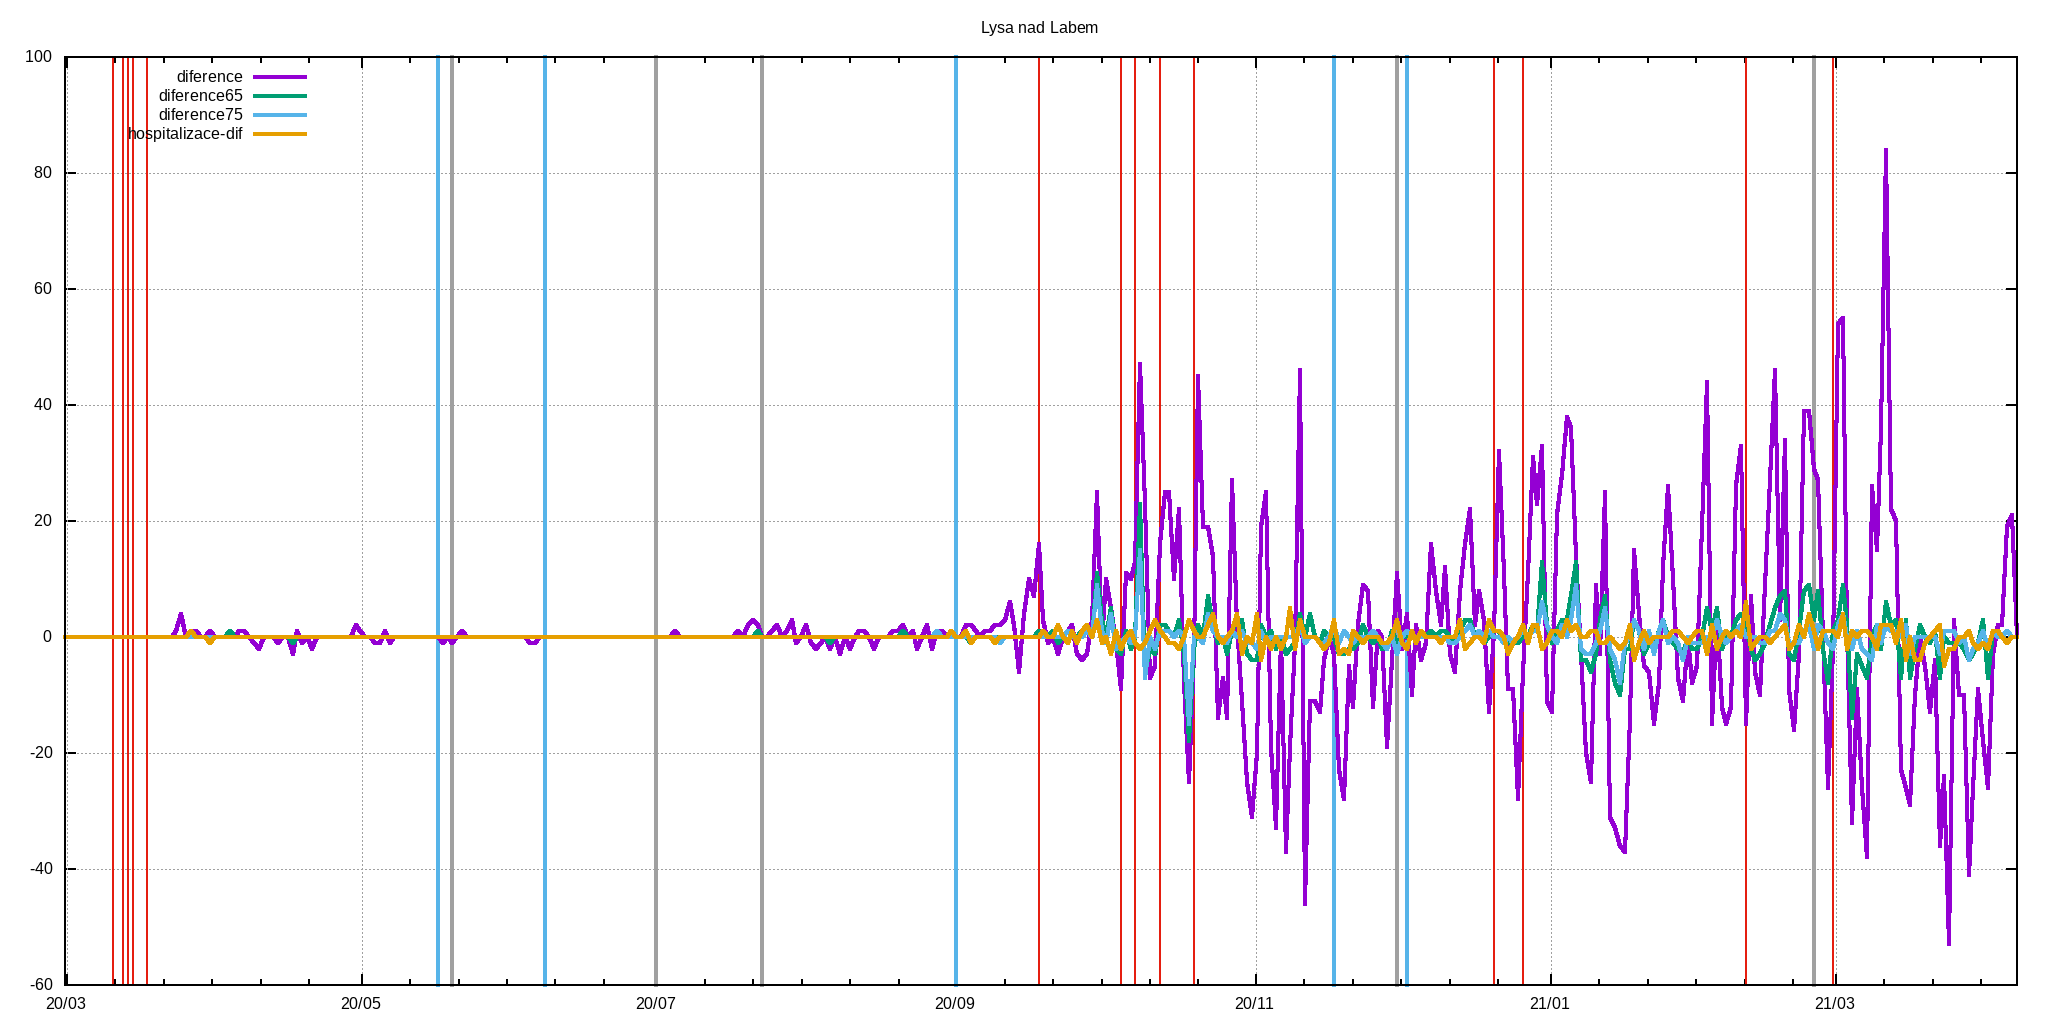 Lysa nad Labem
100
80
60
40
20
0
-20
-40
-60
diference
diference65
diference75
hospitalizace-dif
20/03 20/05 20/07 20/09 20/11 21/01 21/03